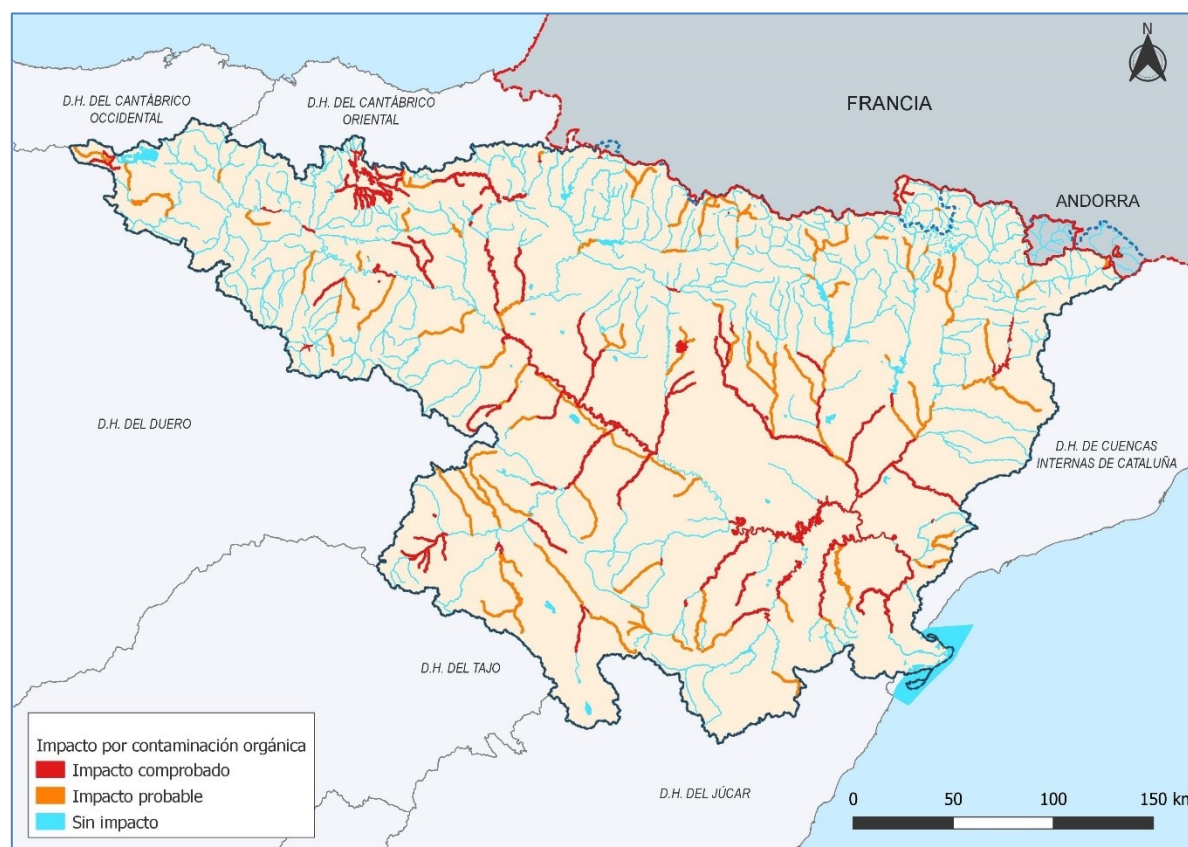 N
D.H. DEL CANTÁBRICO
OCCIDENTAL
D.H. DEL CANTÁBRICO
ORIENTAL
FRANCIA
ANDORRA
D.H. DEL DUERO
D.H. DE CUENCAS
INTERNAS DE CATALUÑA
D.H. DEL TAJO
D.H. DEL JÚCAR
Impacto por contaminación orgánica
Impacto comprobado
Impacto probable
Sin impacto
0 50 100 150 km